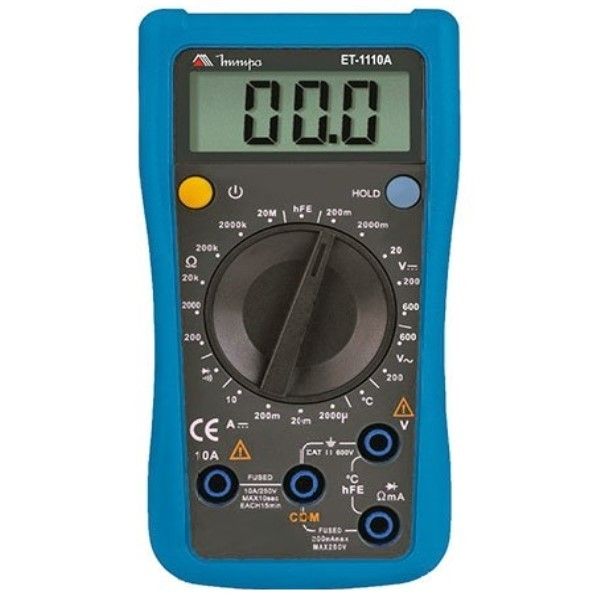 Minipa ET-1110A
00.0
HOLD
hFE
20M 200m
2000k 2000m
200k 20
Ω V
20k 200
2000 600
200 600
V~
200
10 °C
A 200m 20m 2000µ
CE
10A
V
CAT II 600V
FUSED
10A/250V
MAX10sec
EACH15min
°C
hFE
ΩmA
COM
FUSED
200mAmax
MAX250V